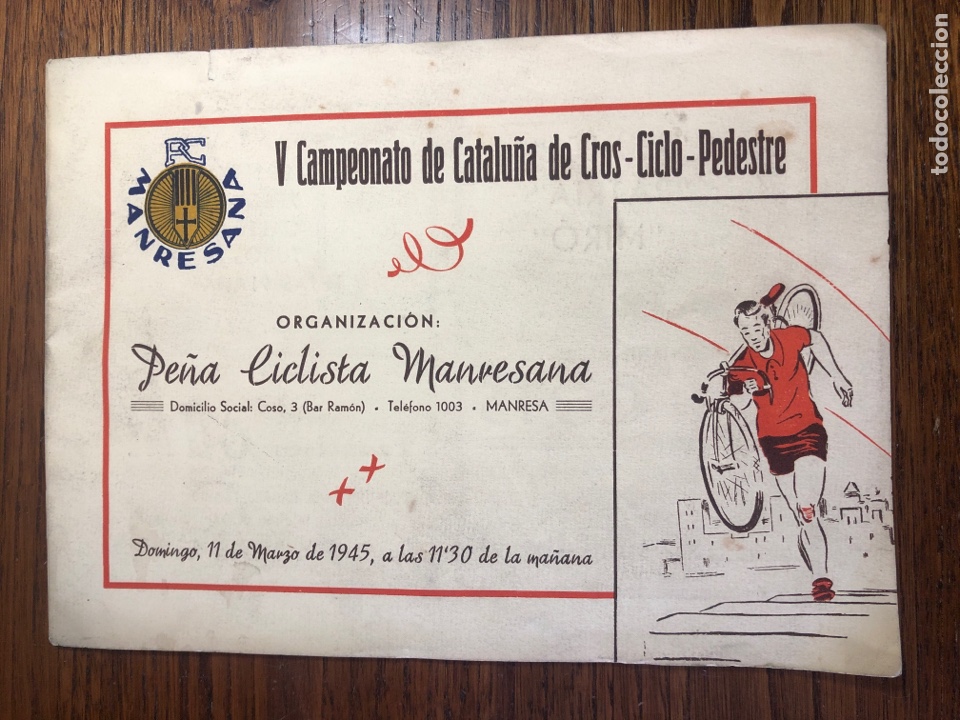 PC
MANRESANA
V Campeonato de Cataluña de Cros-Ciclo-Pedestre
ORGANIZACIÓN:
Peña Ciclista Manresana
Domicilio Social: Coso, 3 (Bar Ramón) • Teléfono 1003 • MANRESA
Domingo, 11 de Marzo de 1945, a las 11'30 de la mañana
todocoleccion